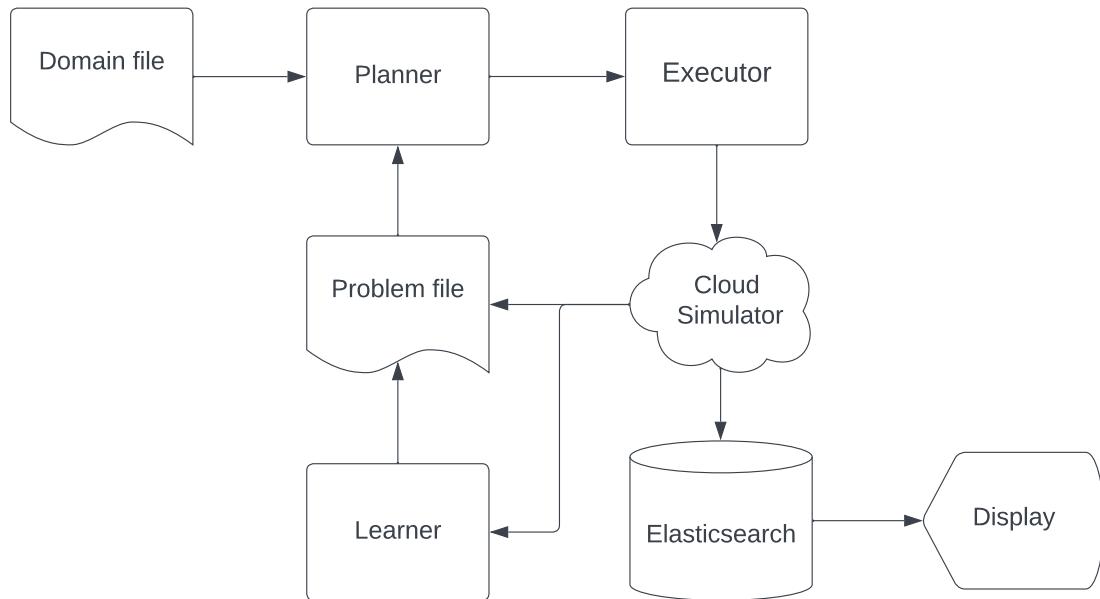 Domain file
Planner
Executor
Problem file
Cloud
Simulator
Learner
Elasticsearch
Display